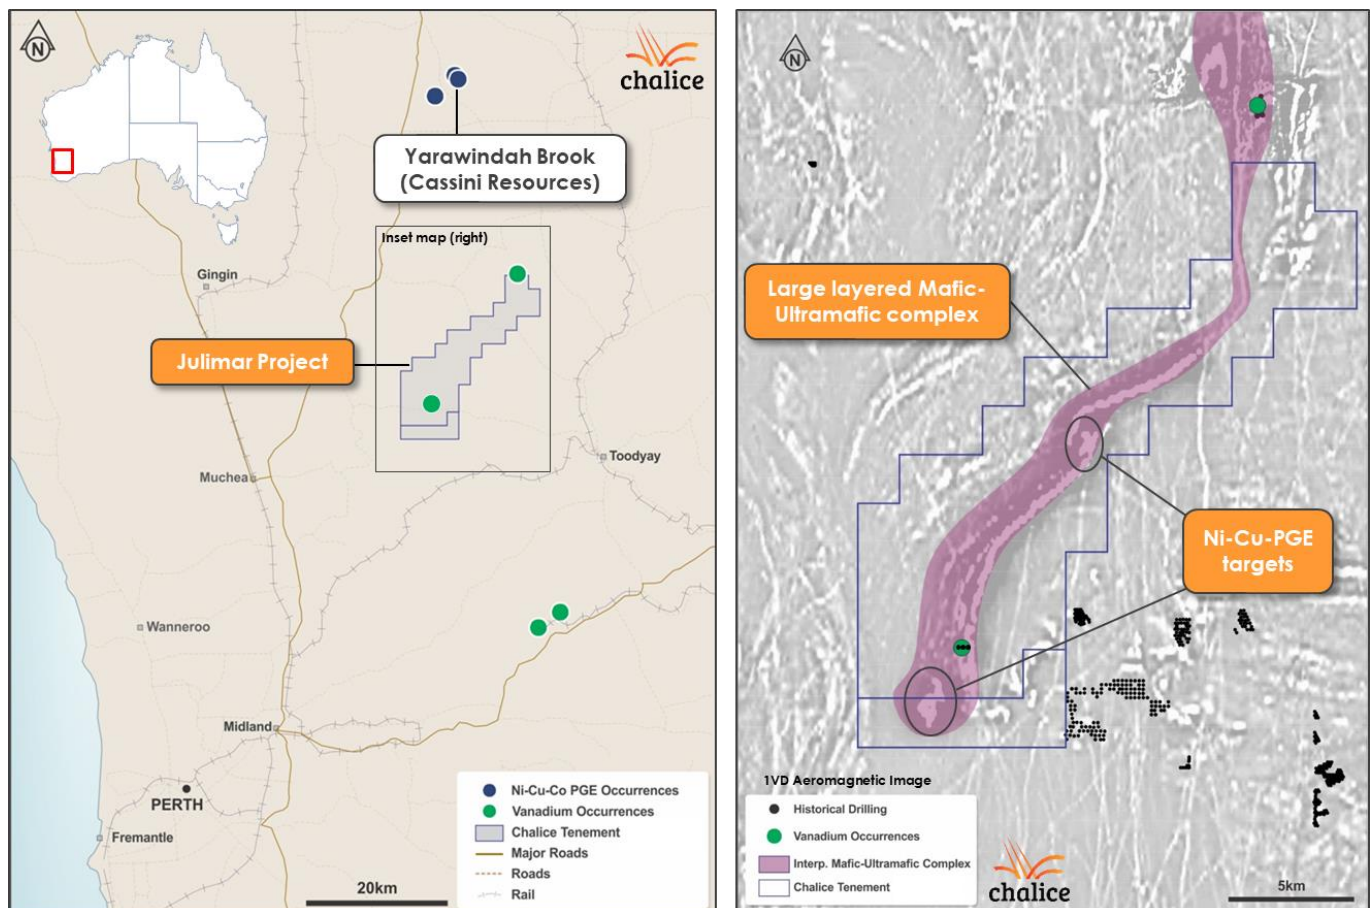 N
chalice
Yarawindah Brook
(Cassini Resources)
Inset map (right)
Gingin
Julimar Project
Toodyay
Muchea
Wanneroo
Midland
PERTH
Fremantle
Ni-Cu-Co PGE Occurrences
Vanadium Occurrences
Chalice Tenement
Major Roads
Roads
Rail
20km
N
Large layered Mafic-
Ultramafic complex
Ni-Cu-PGE
targets
1VD Aeromagnetic Image
Historical Drilling
Vanadium Occurrences
Interp. Mafic-Ultramafic Complex
Chalice Tenement
chalice
5km